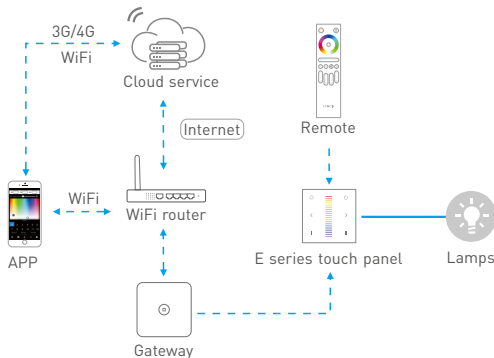 3G/4G
WiFi
Cloud service
Internet
Remote
WiFi
WiFi router
APP
E series touch panel
Lamps
Gateway